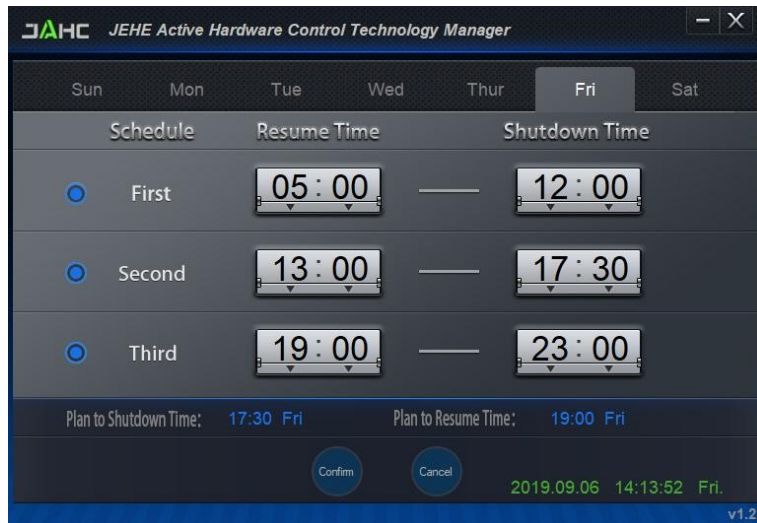 JAHC JEHE Active Hardware Control Technology Manager
Sun Mon Tue Wed Thur Fri Sat
Schedule Resume Time Shutdown Time
First 05:00 12:00
Second 13:00 17:30
Third 19:00 23:00
Plan to Shutdown Time: 17:30 Fri Plan to Resume Time: 19:00 Fri
Confirm Cancel
2019.09.06 14:13:52 Fri.
v1.2